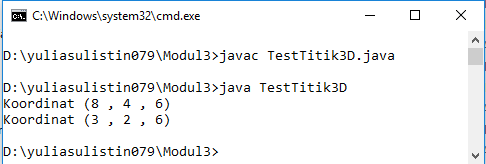 C:\Windows\system32\cmd.exe
D:\yuliasulistin079\Modul3>javac TestTitik3D.java
D:\yuliasulistin079\Modul3>java TestTitik3D
Koordinat (8 , 4 , 6)
Koordinat (3 , 2 , 6)
D:\yuliasulistin079\Modul3>